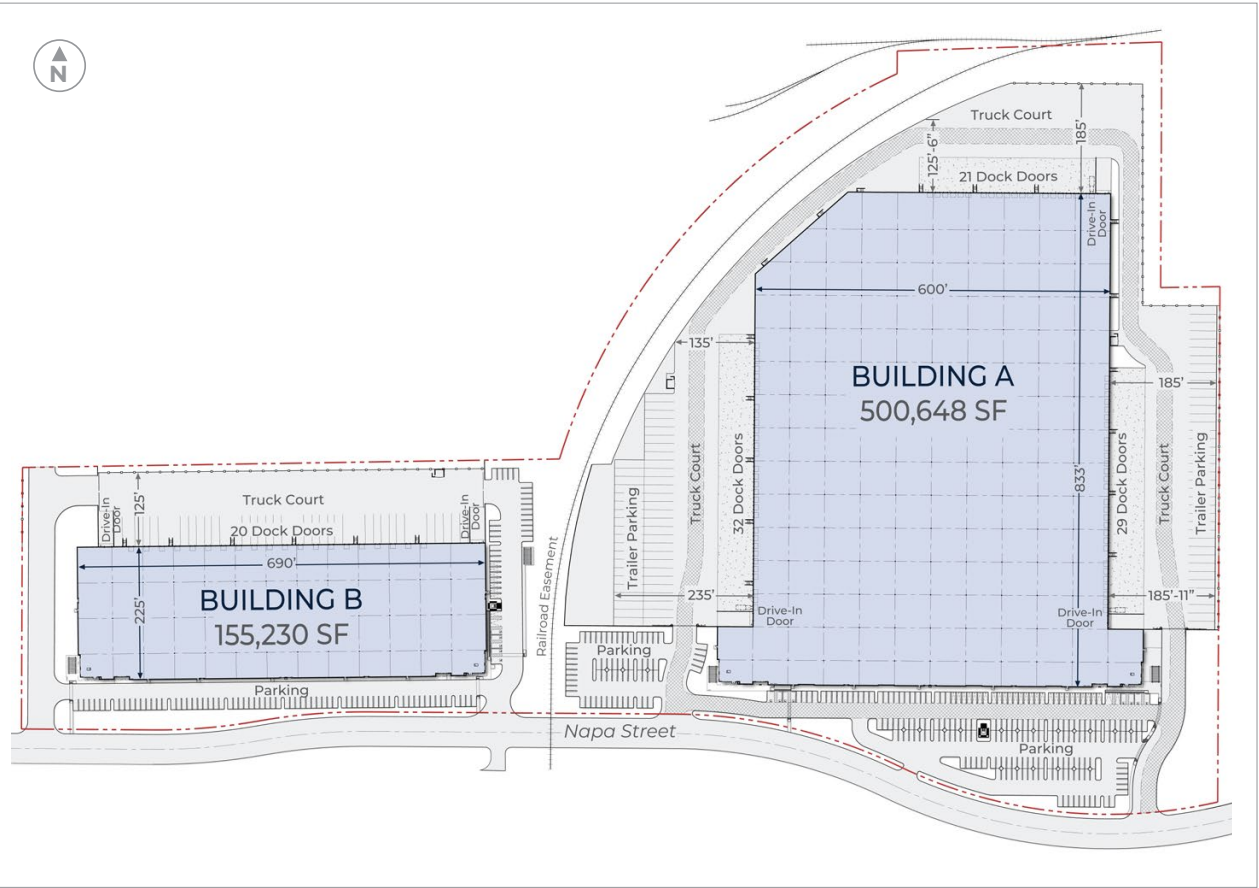 N
Truck Court
185'
125'-6"
21 Dock Doors
Drive-In
Door
600'
135'
BUILDING A
500,648 SF
185'
833'
32 Dock Doors
Truck Court
Trailer Parking
29 Dock Doors
Truck Court
Trailer Parking
235'
185'-11"
Drive-In
Door
Drive-In
Door
Parking
Truck Court
125'
Drive-In
Door
Drive-In
Door
20 Dock Doors
690'
BUILDING B
155,230 SF
225'
Railroad Easement
Parking
Napa Street
Parking